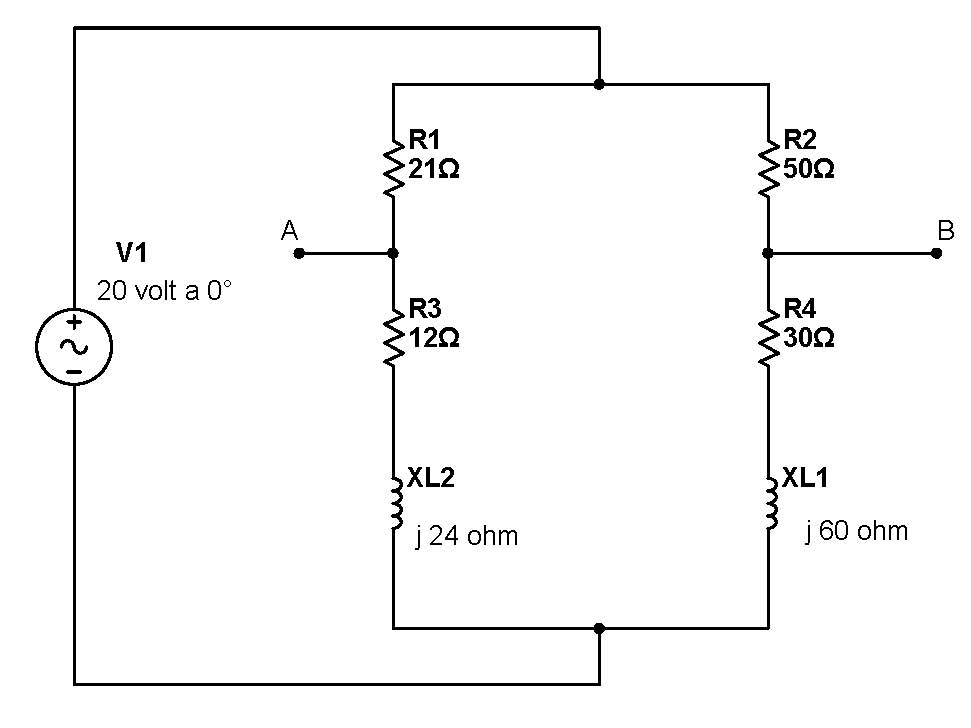 R1
21Ω
R2
50Ω
A
B
V1
20 volt a 0°
R3
12Ω
R4
30Ω
XL2
j 24 ohm
XL1
j 60 ohm